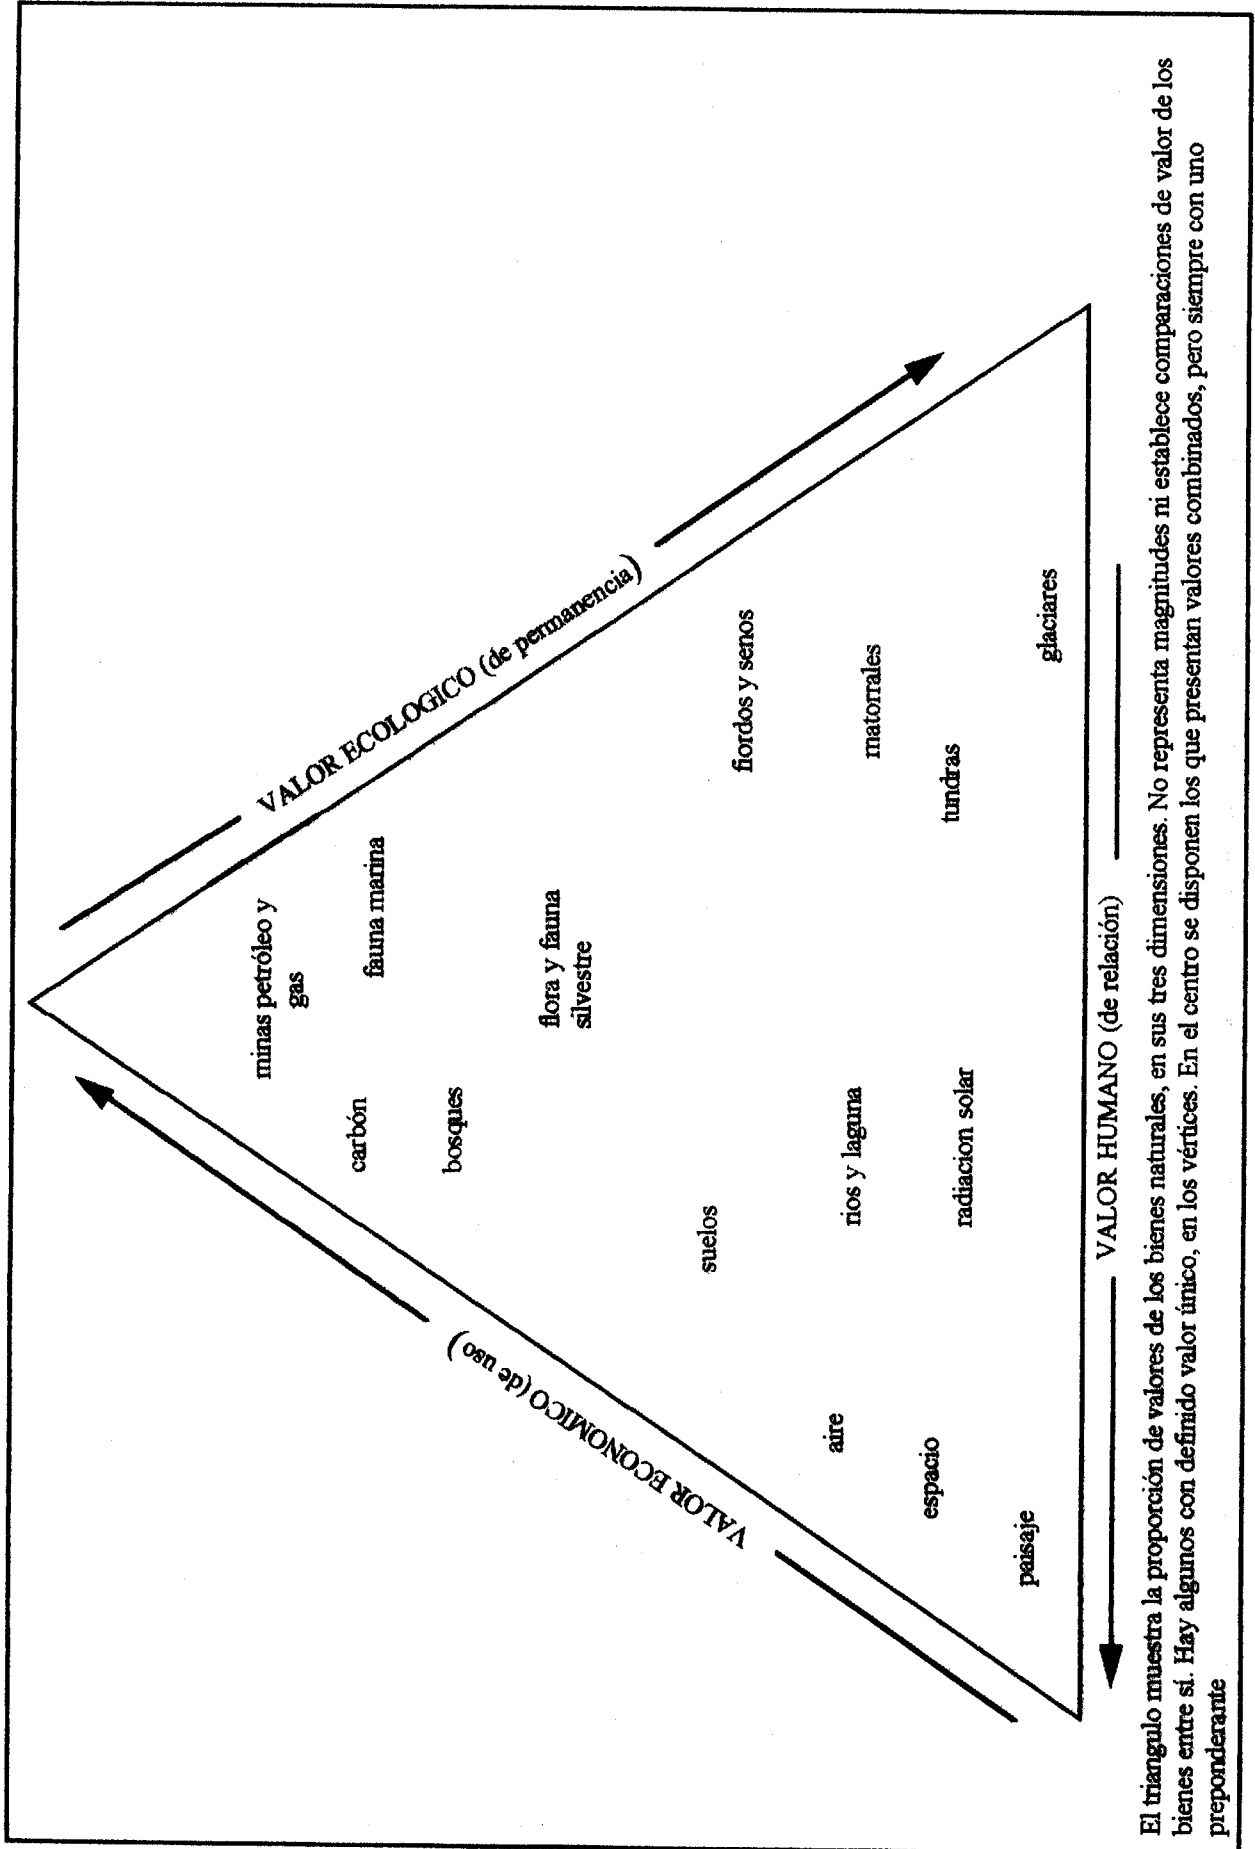 VALOR ECONOMICO (de uso)
VALOR ECOLOGICO (de permanencia)
minas petróleo y
gas
carbón
fauna marina
bosques
flora y fauna
silvestre
suelos
fiordos y senos
aire
rios y laguna
matorrales
espacio
radiacion solar
tundras
paisaje
glaciares
VALOR HUMANO (de relación)
El triangulo muestra la proporción de valores de los bienes naturales, en sus tres dimensiones. No representa magnitudes ni establece comparaciones de valor de los
bienes entre sí. Hay algunos con definido valor único, en los vértices. En el centro se disponen los que presentan valores combinados, pero siempre con uno
preponderante